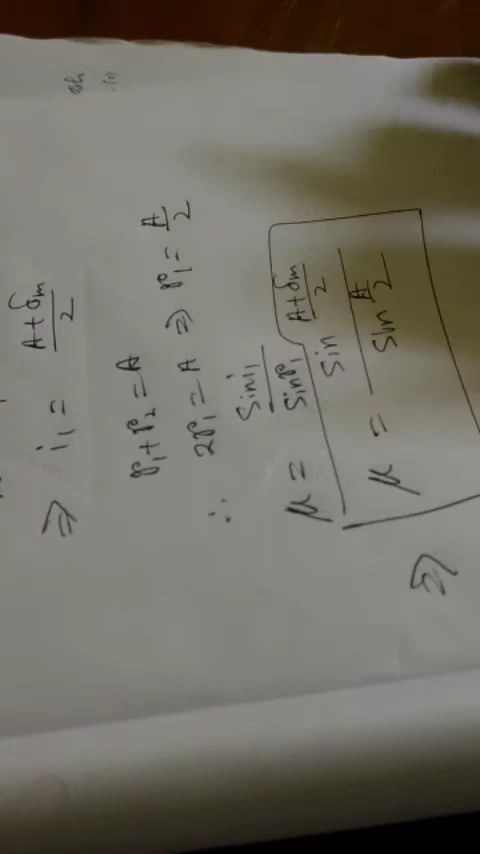 ⇒ i₁ = (A + δm)/2
r₁ + r₂ = A
2r₁ = A ⇒ r₁ = A/2
∴ μ = sin i₁ / sin r₁
⇒ μ = sin (A + δm)/2 / sin A/2